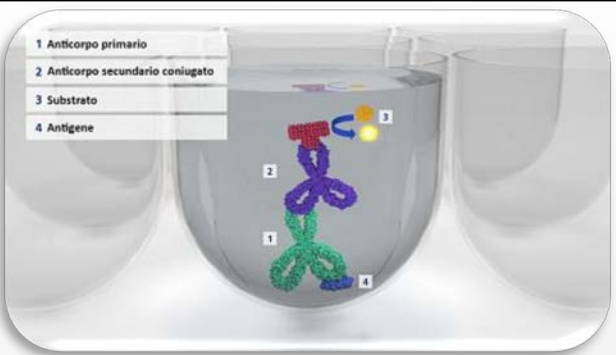 1 Anticorpo primario
2 Anticorpo secundario coniugato
3 Substrato
4 Antigene
3
2
1
4